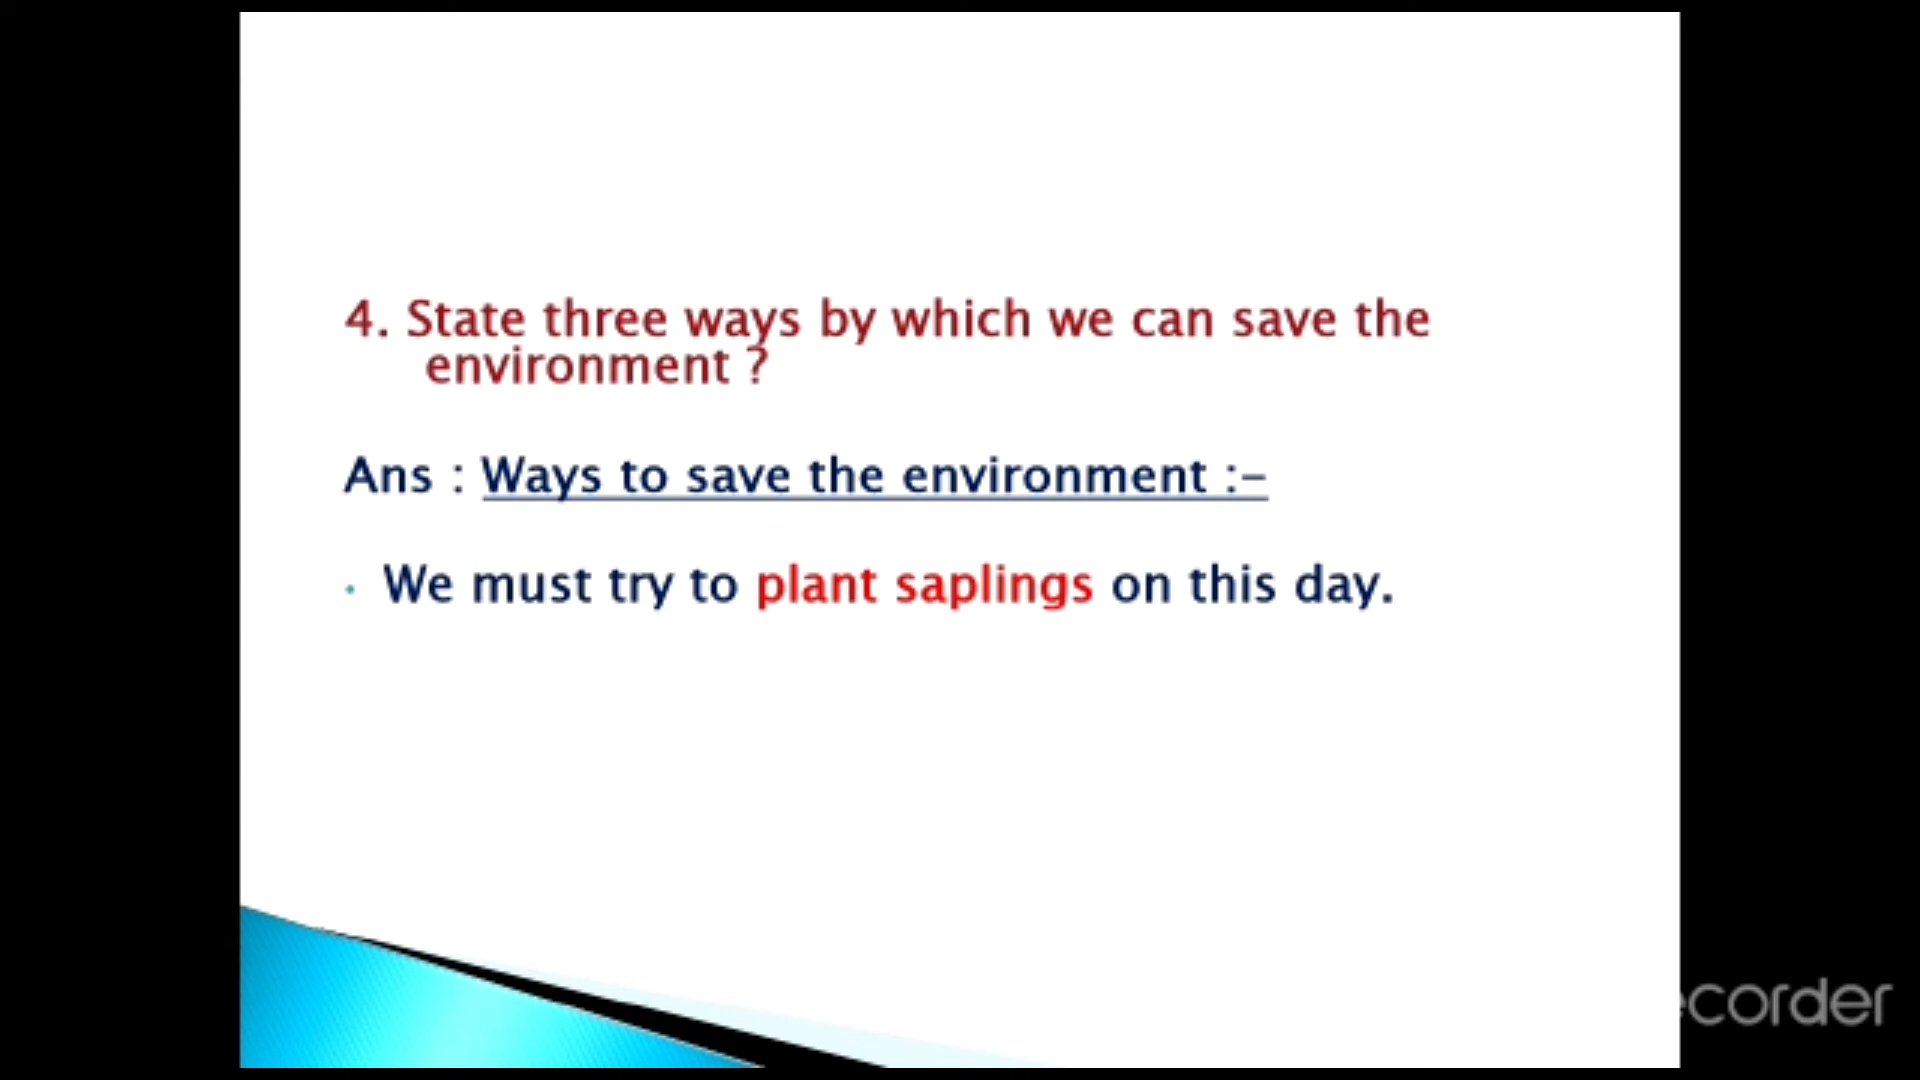 4. State three ways by which we can save the
environment ?
Ans : Ways to save the environment :-
• We must try to plant saplings on this day.